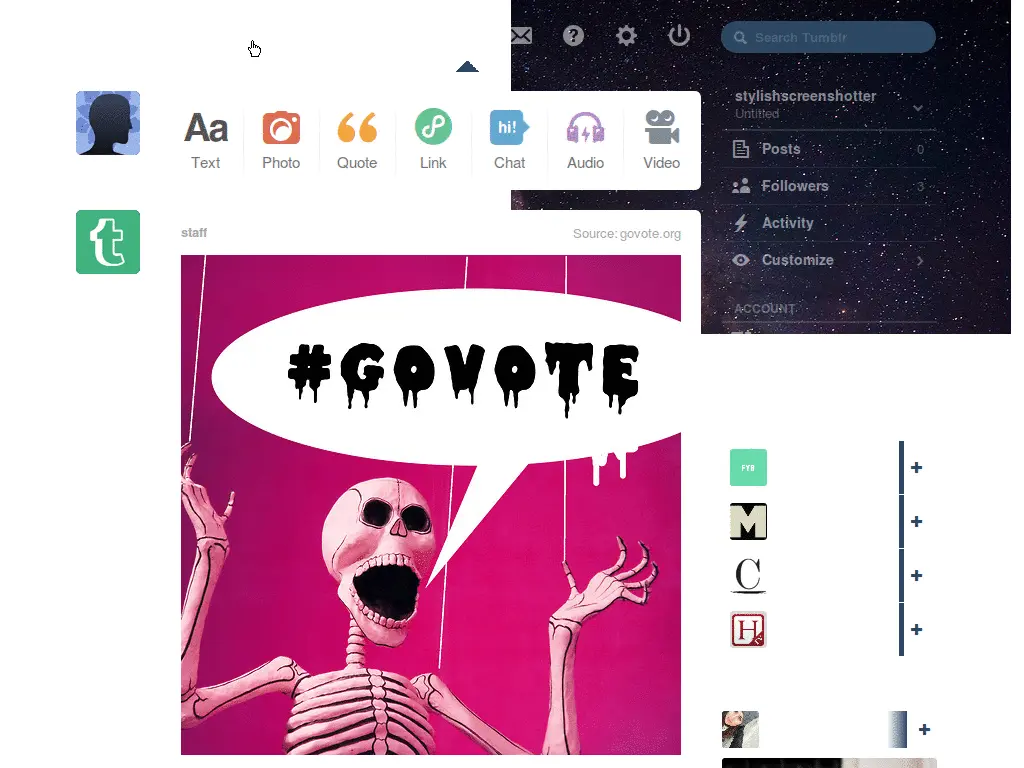 Search Tumblr
stylishscreenshotter
Untitled
Aa
hi!
Text
Photo
Quote
Link
Chat
Audio
Video
Posts
0
Followers
3
Activity
Customize
ACCOUNT
t
staff
Source: govote.org
#GOVOTE
FYB
+
M
+
C
+
H
+
+